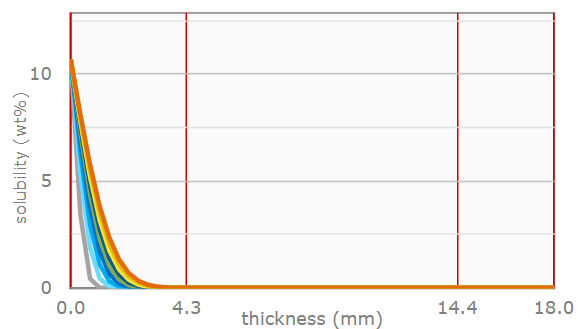 solubility (wt%)
10
5
0
0.0 4.3 14.4 18.0
thickness (mm)